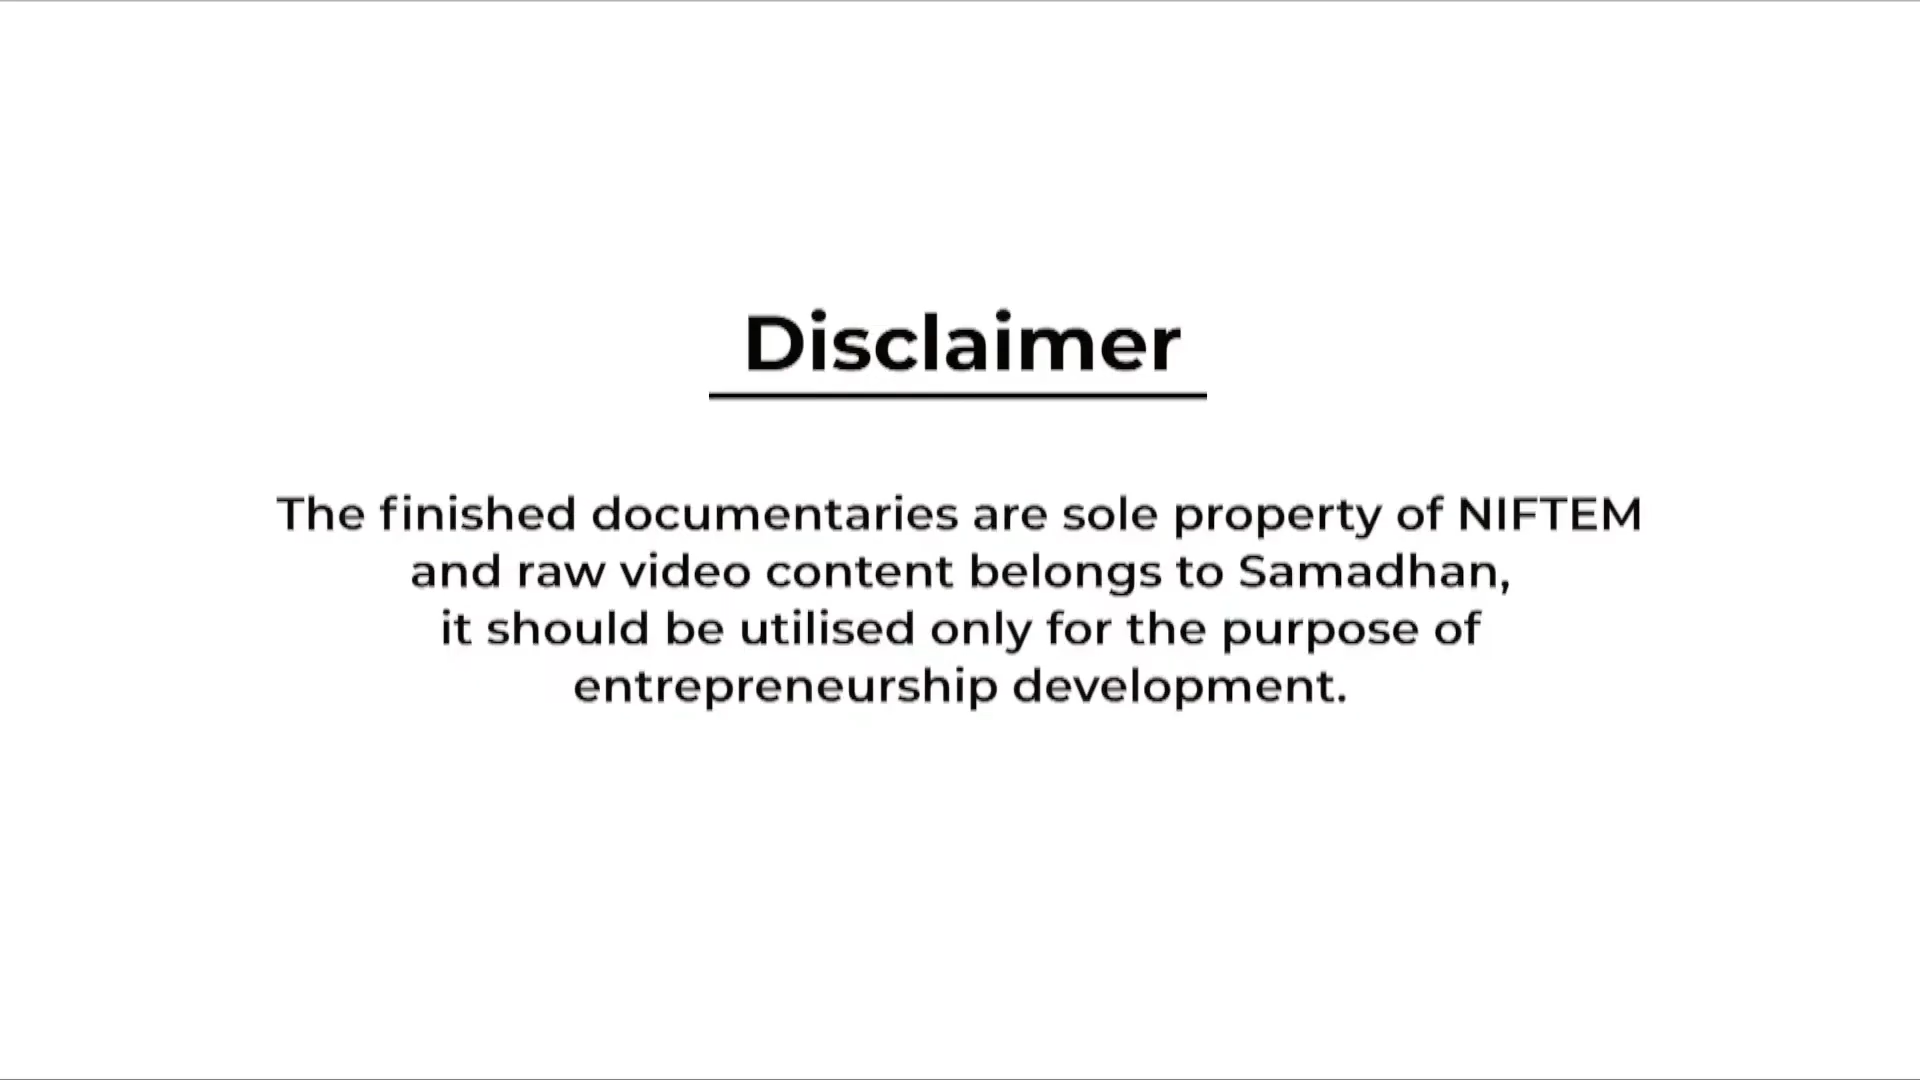 Disclaimer
The finished documentaries are sole property of NIFTEM
and raw video content belongs to Samadhan,
it should be utilised only for the purpose of
entrepreneurship development.